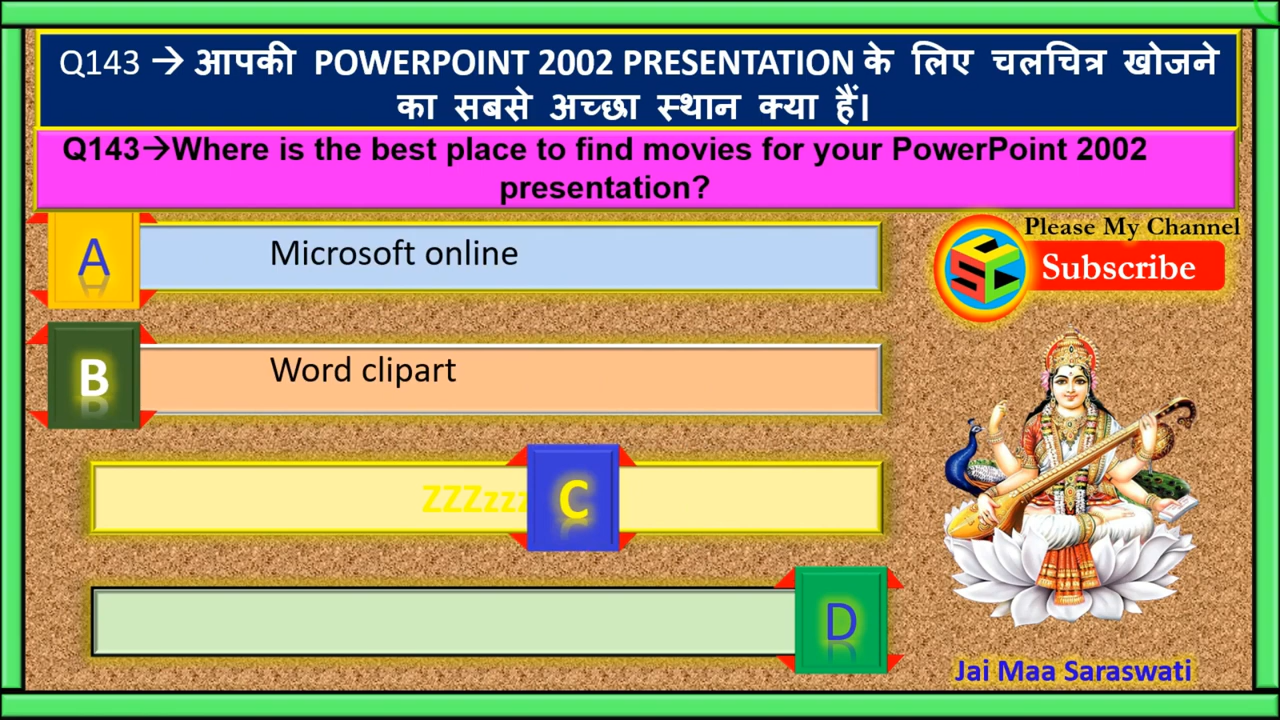 Q143 → आपकी POWERPOINT 2002 PRESENTATION के लिए चलचित्र खोजने
का सबसे अच्छा स्थान क्या हैं।
Q143→Where is the best place to find movies for your PowerPoint 2002
presentation?
A
Microsoft online
Please My Channel
SCC
Subscribe
B
Word clipart
ZZZzzz
C
D
Jai Maa Saraswati